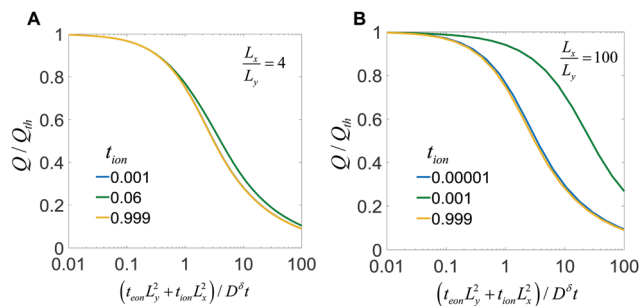 A
B
1
0.8
0.6
0.4
0.2
0
Q / Q_th
L_x / L_y = 4
t_ion
0.001
0.06
0.999
0.01 0.1 1 10 100
(t_eon L_y^2 + t_ion L_x^2) / D^δ t
1
0.8
0.6
0.4
0.2
0
Q / Q_th
L_x / L_y = 100
t_ion
0.00001
0.001
0.999
0.01 0.1 1 10 100
(t_eon L_y^2 + t_ion L_x^2) / D^δ t